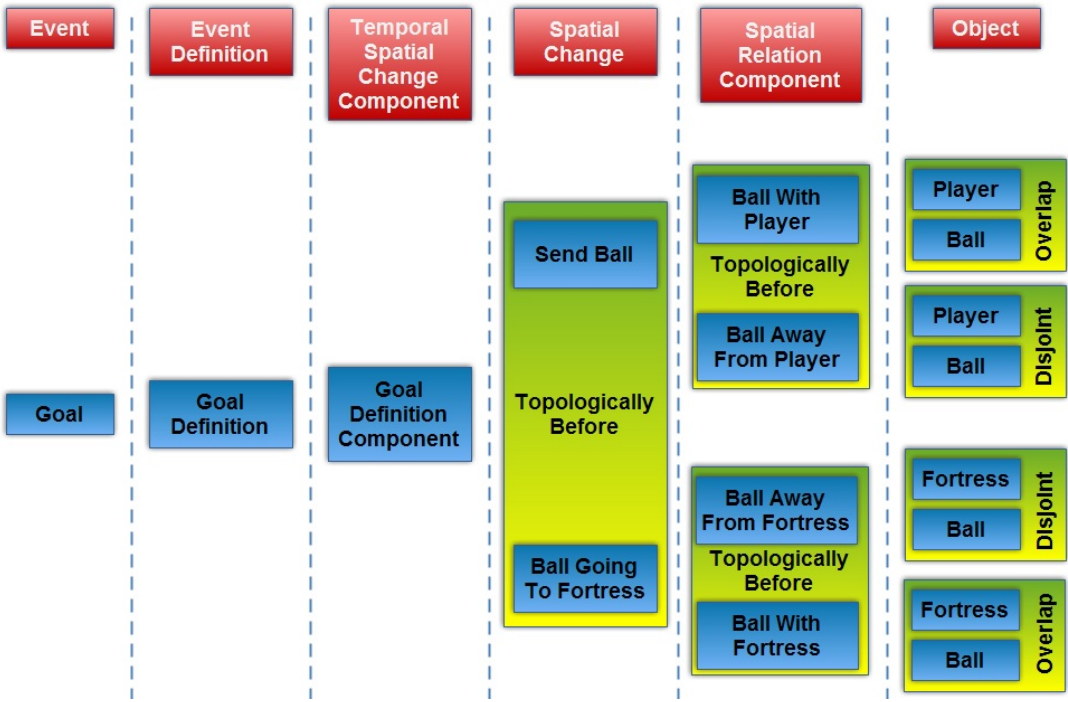 Event
Event
Definition
Temporal
Spatial
Change
Component
Spatial
Change
Spatial
Relation
Component
Object
Goal
Goal
Definition
Goal
Definition
Component
Send Ball
Topologically
Before
Ball Going
To Fortress
Ball With
Player
Topologically
Before
Ball Away
From Player
Ball Away
From Fortress
Topologically
Before
Ball With
Fortress
Player
Ball
Overlap
Player
Ball
Disjoint
Fortress
Ball
Disjoint
Fortress
Ball
Overlap